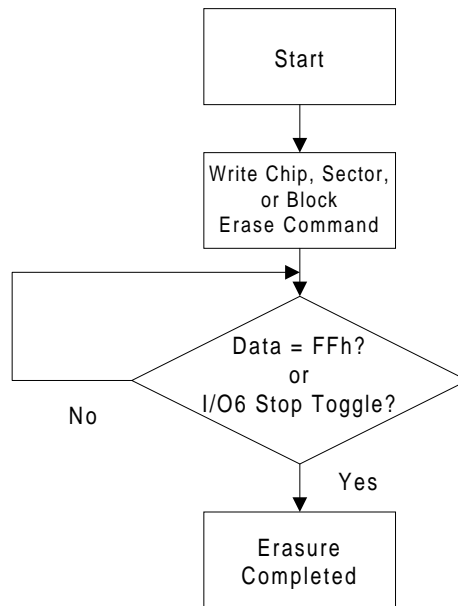 Start
Write Chip, Sector,
or Block
Erase Command
Data = FFh?
or
I/O6 Stop Toggle?
No
Yes
Erasure
Completed